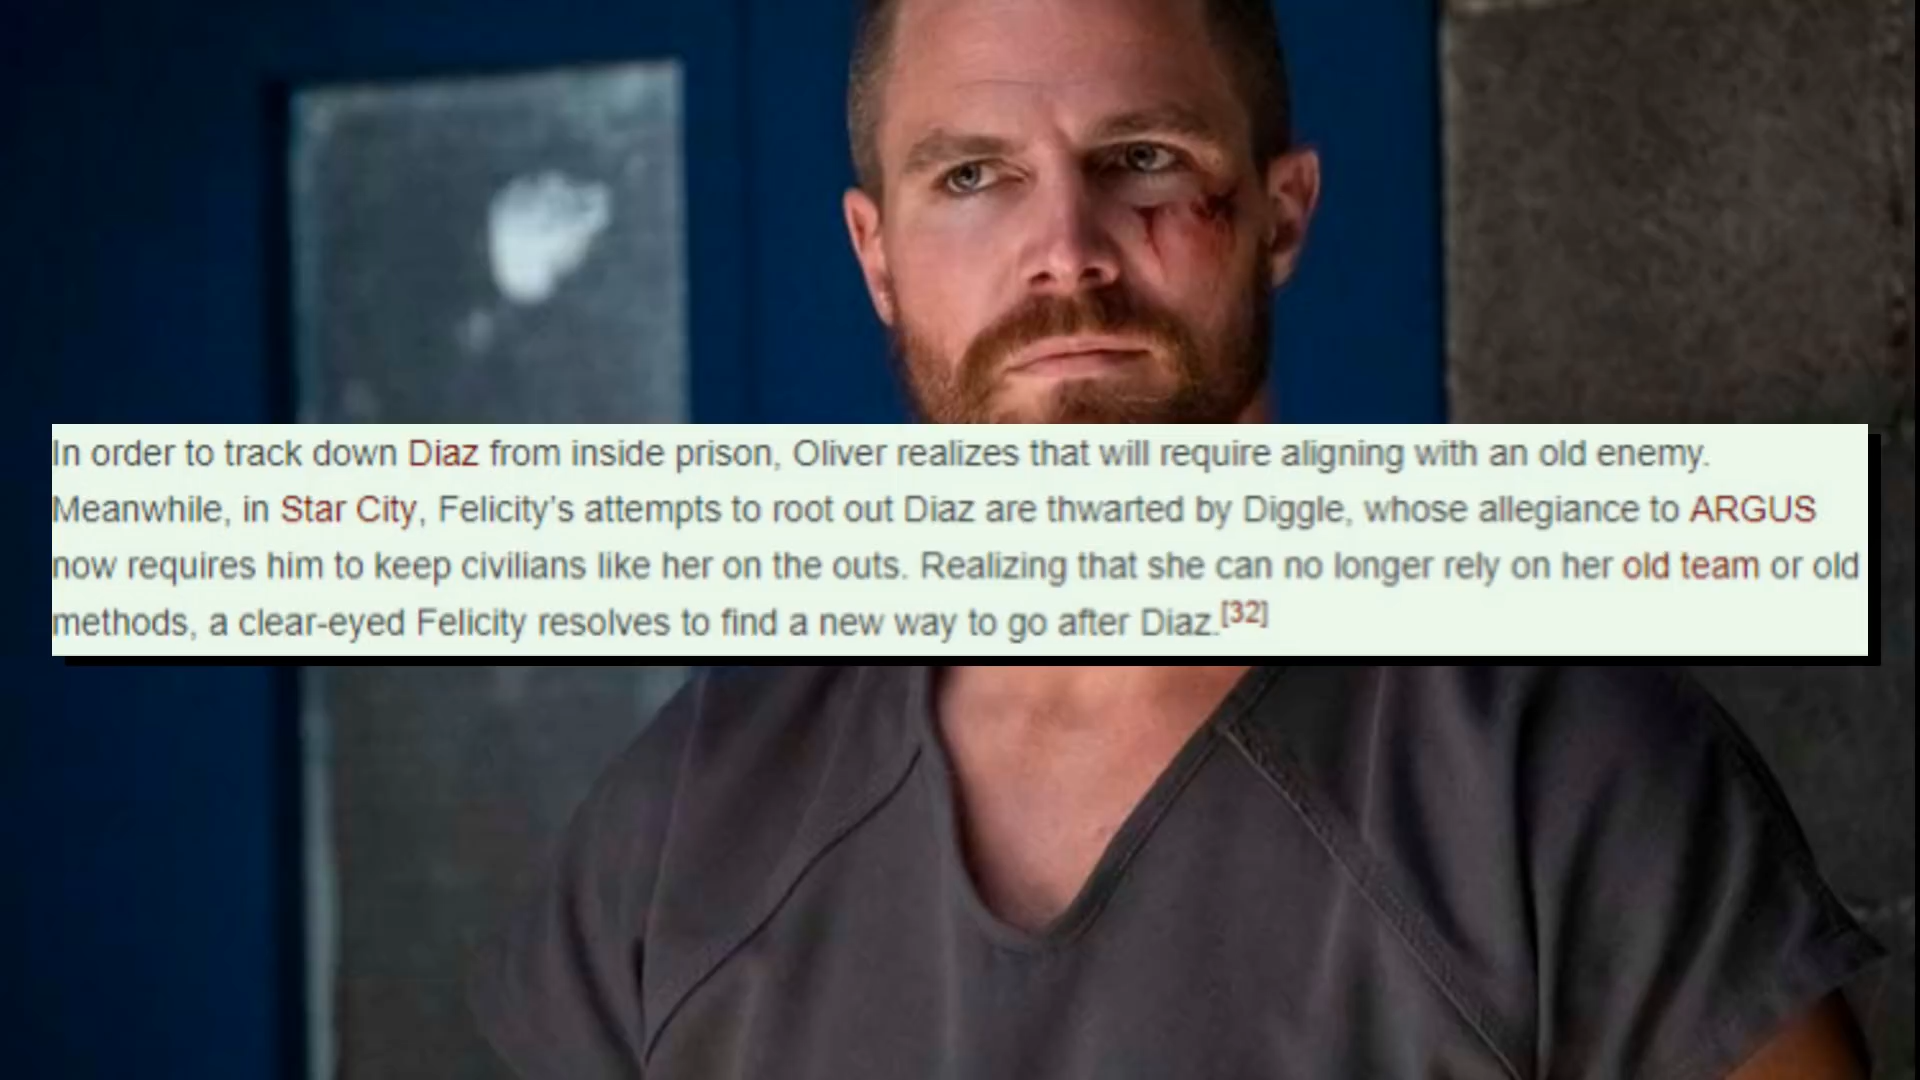 In order to track down Diaz from inside prison, Oliver realizes that will require aligning with an old enemy.
Meanwhile, in Star City, Felicity’s attempts to root out Diaz are thwarted by Diggle, whose allegiance to ARGUS
now requires him to keep civilians like her on the outs. Realizing that she can no longer rely on her old team or old
methods, a clear-eyed Felicity resolves to find a new way to go after Diaz.[32]